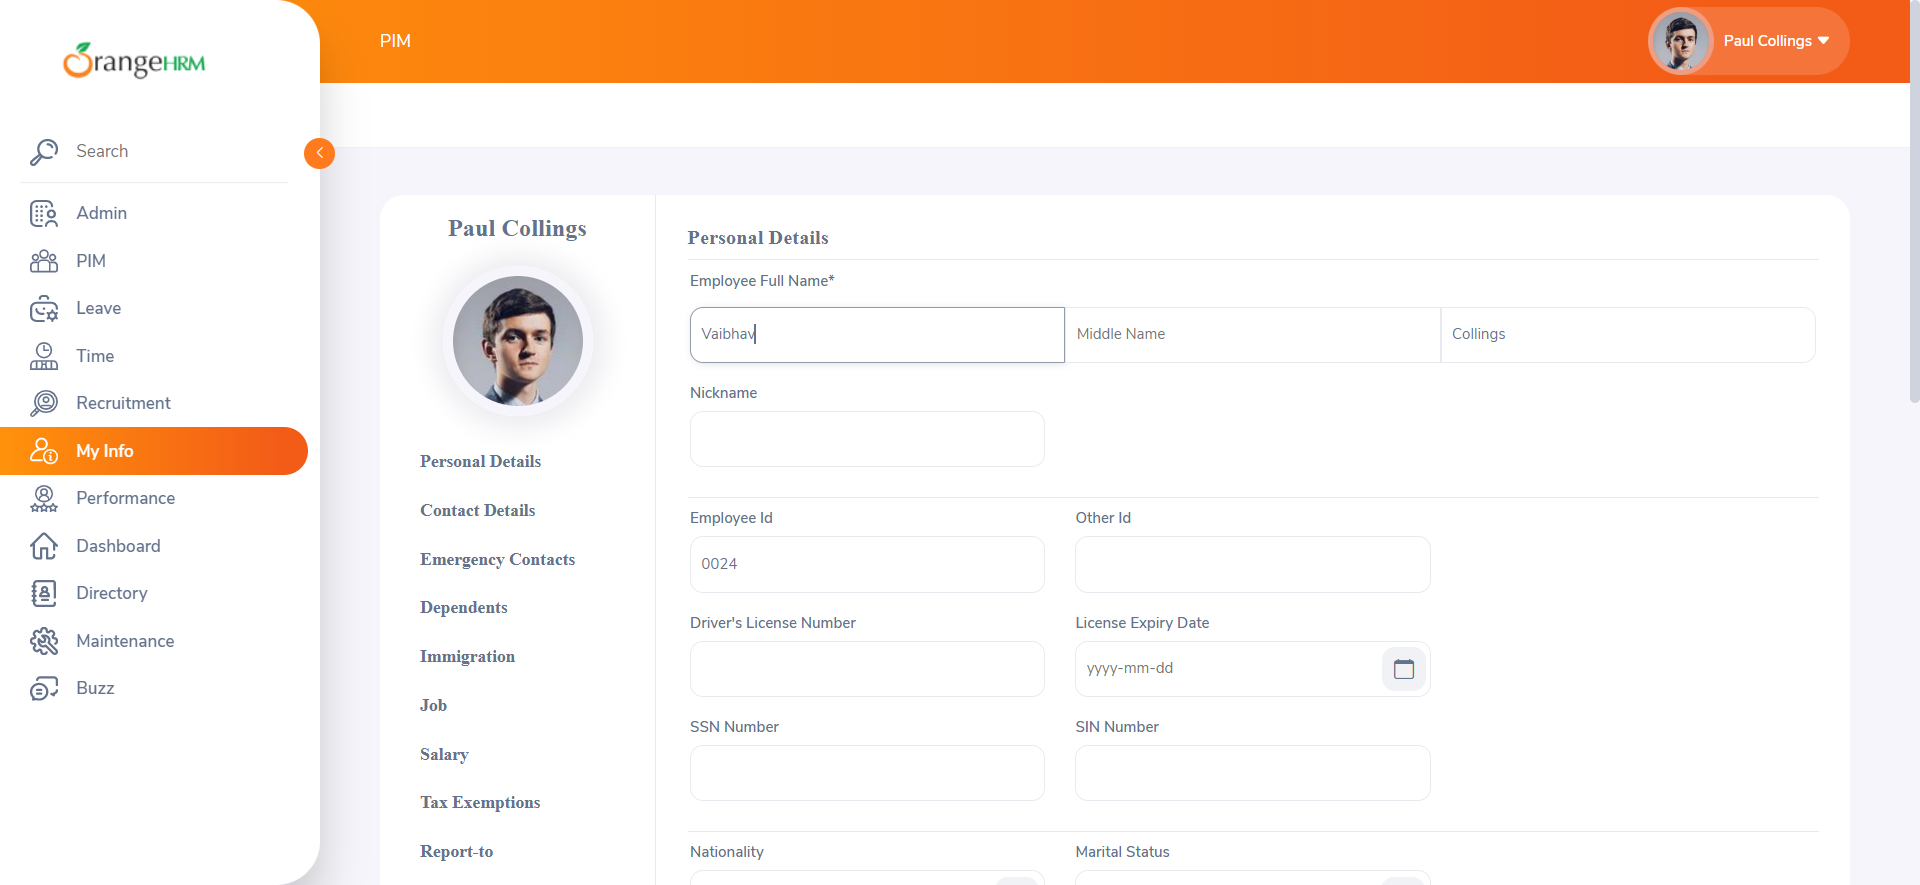 OrangeHRM
PIM
Paul Collings
Search
Admin
PIM
Leave
Time
Recruitment
My Info
Performance
Dashboard
Directory
Maintenance
Buzz
Paul Collings
Personal Details
Contact Details
Emergency Contacts
Dependents
Immigration
Job
Salary
Tax Exemptions
Report-to
Personal Details
Employee Full Name*
Vaibhav Middle Name Collings
Nickname
Employee Id Other Id
0024
Driver's License Number License Expiry Date
yyyy-mm-dd
SSN Number SIN Number
Nationality Marital Status